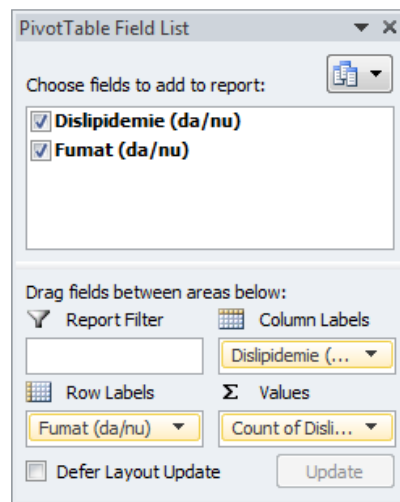 PivotTable Field List
Choose fields to add to report:
Dislipidemie (da/nu)
Fumat (da/nu)
Drag fields between areas below:
Report Filter
Column Labels
Dislipidemie (...
Row Labels
Σ Values
Fumat (da/nu)
Count of Disli...
Defer Layout Update
Update